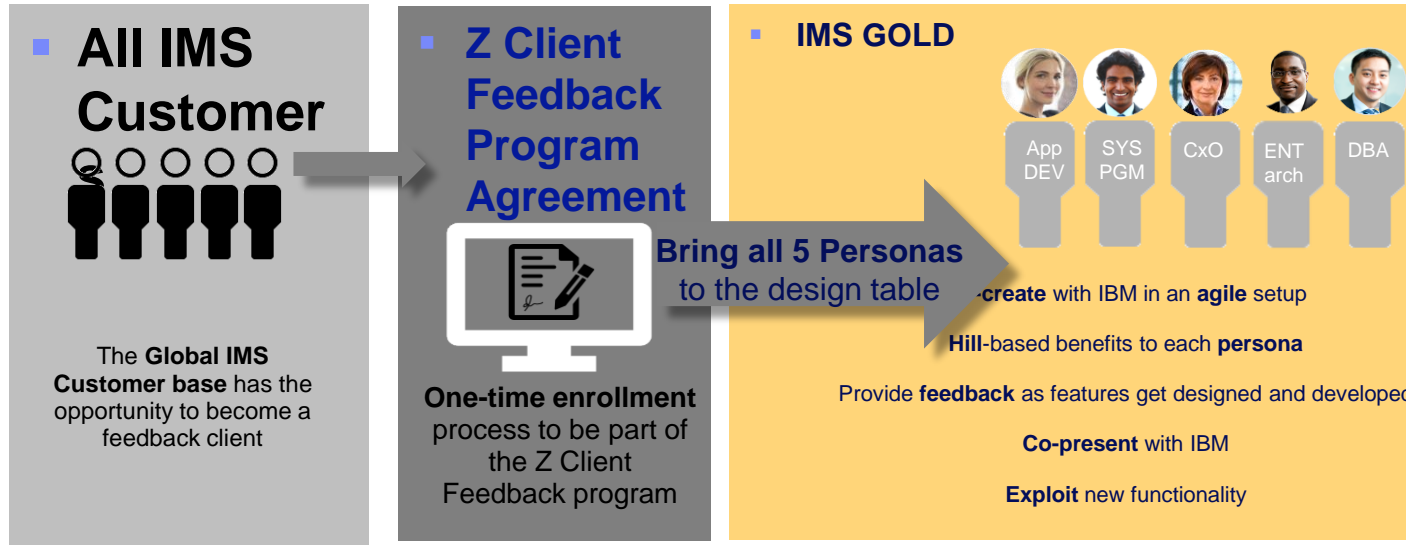 All IMS
Customer
The Global IMS
Customer base has the
opportunity to become a
feedback client
Z Client
Feedback
Program
Agreement
One-time enrollment
process to be part of
the Z Client
Feedback program
Bring all 5 Personas
to the design table
IMS GOLD
App
DEV
SYS
PGM
CxO
ENT
arch
DBA
-create with IBM in an agile setup
Hill-based benefits to each persona
Provide feedback as features get designed and developed
Co-present with IBM
Exploit new functionality